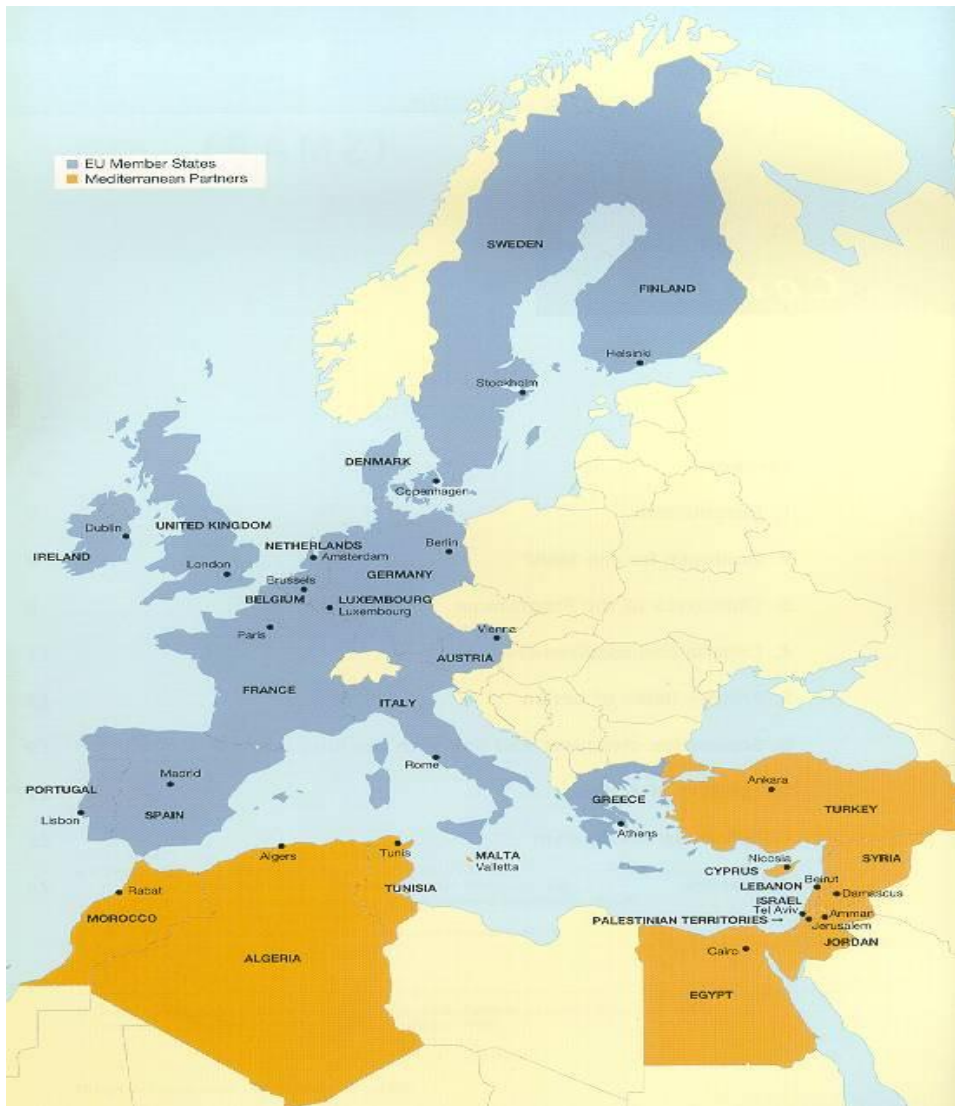 EU Member States
Mediterranean Partners
SWEDEN
FINLAND
Helsinki
Stockholm
DENMARK
Copenhagen
Dublin
UNITED KINGDOM
IRELAND
NETHERLANDS
Amsterdam
Berlin
London
GERMANY
Brussels
BELGIUM
LUXEMBOURG
Luxembourg
Paris
Vienna
AUSTRIA
FRANCE
ITALY
Rome
Madrid
PORTUGAL
SPAIN
Lisbon
GREECE
Athens
Ankara
TURKEY
Algers
Tunis
MALTA
Valletta
Nicosia
CYPRUS
SYRIA
Rabat
TUNISIA
Beirut
LEBANON
Damascus
ISRAEL
Tel Aviv
MOROCCO
PALESTINIAN TERRITORIES →
Amman
Jerusalem
JORDAN
ALGERIA
Cairo
EGYPT